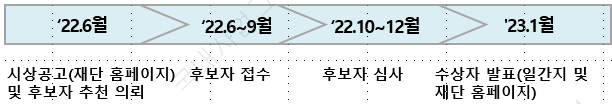 ‘22.6월 ‘22.6~9월 ’22.10~12월 '23.1월
시상공고(재단 홈페이지) 후보자 접수 후보자 심사 수상자 발표(일간지 및
및 후보자 추천 의뢰 재단 홈페이지)